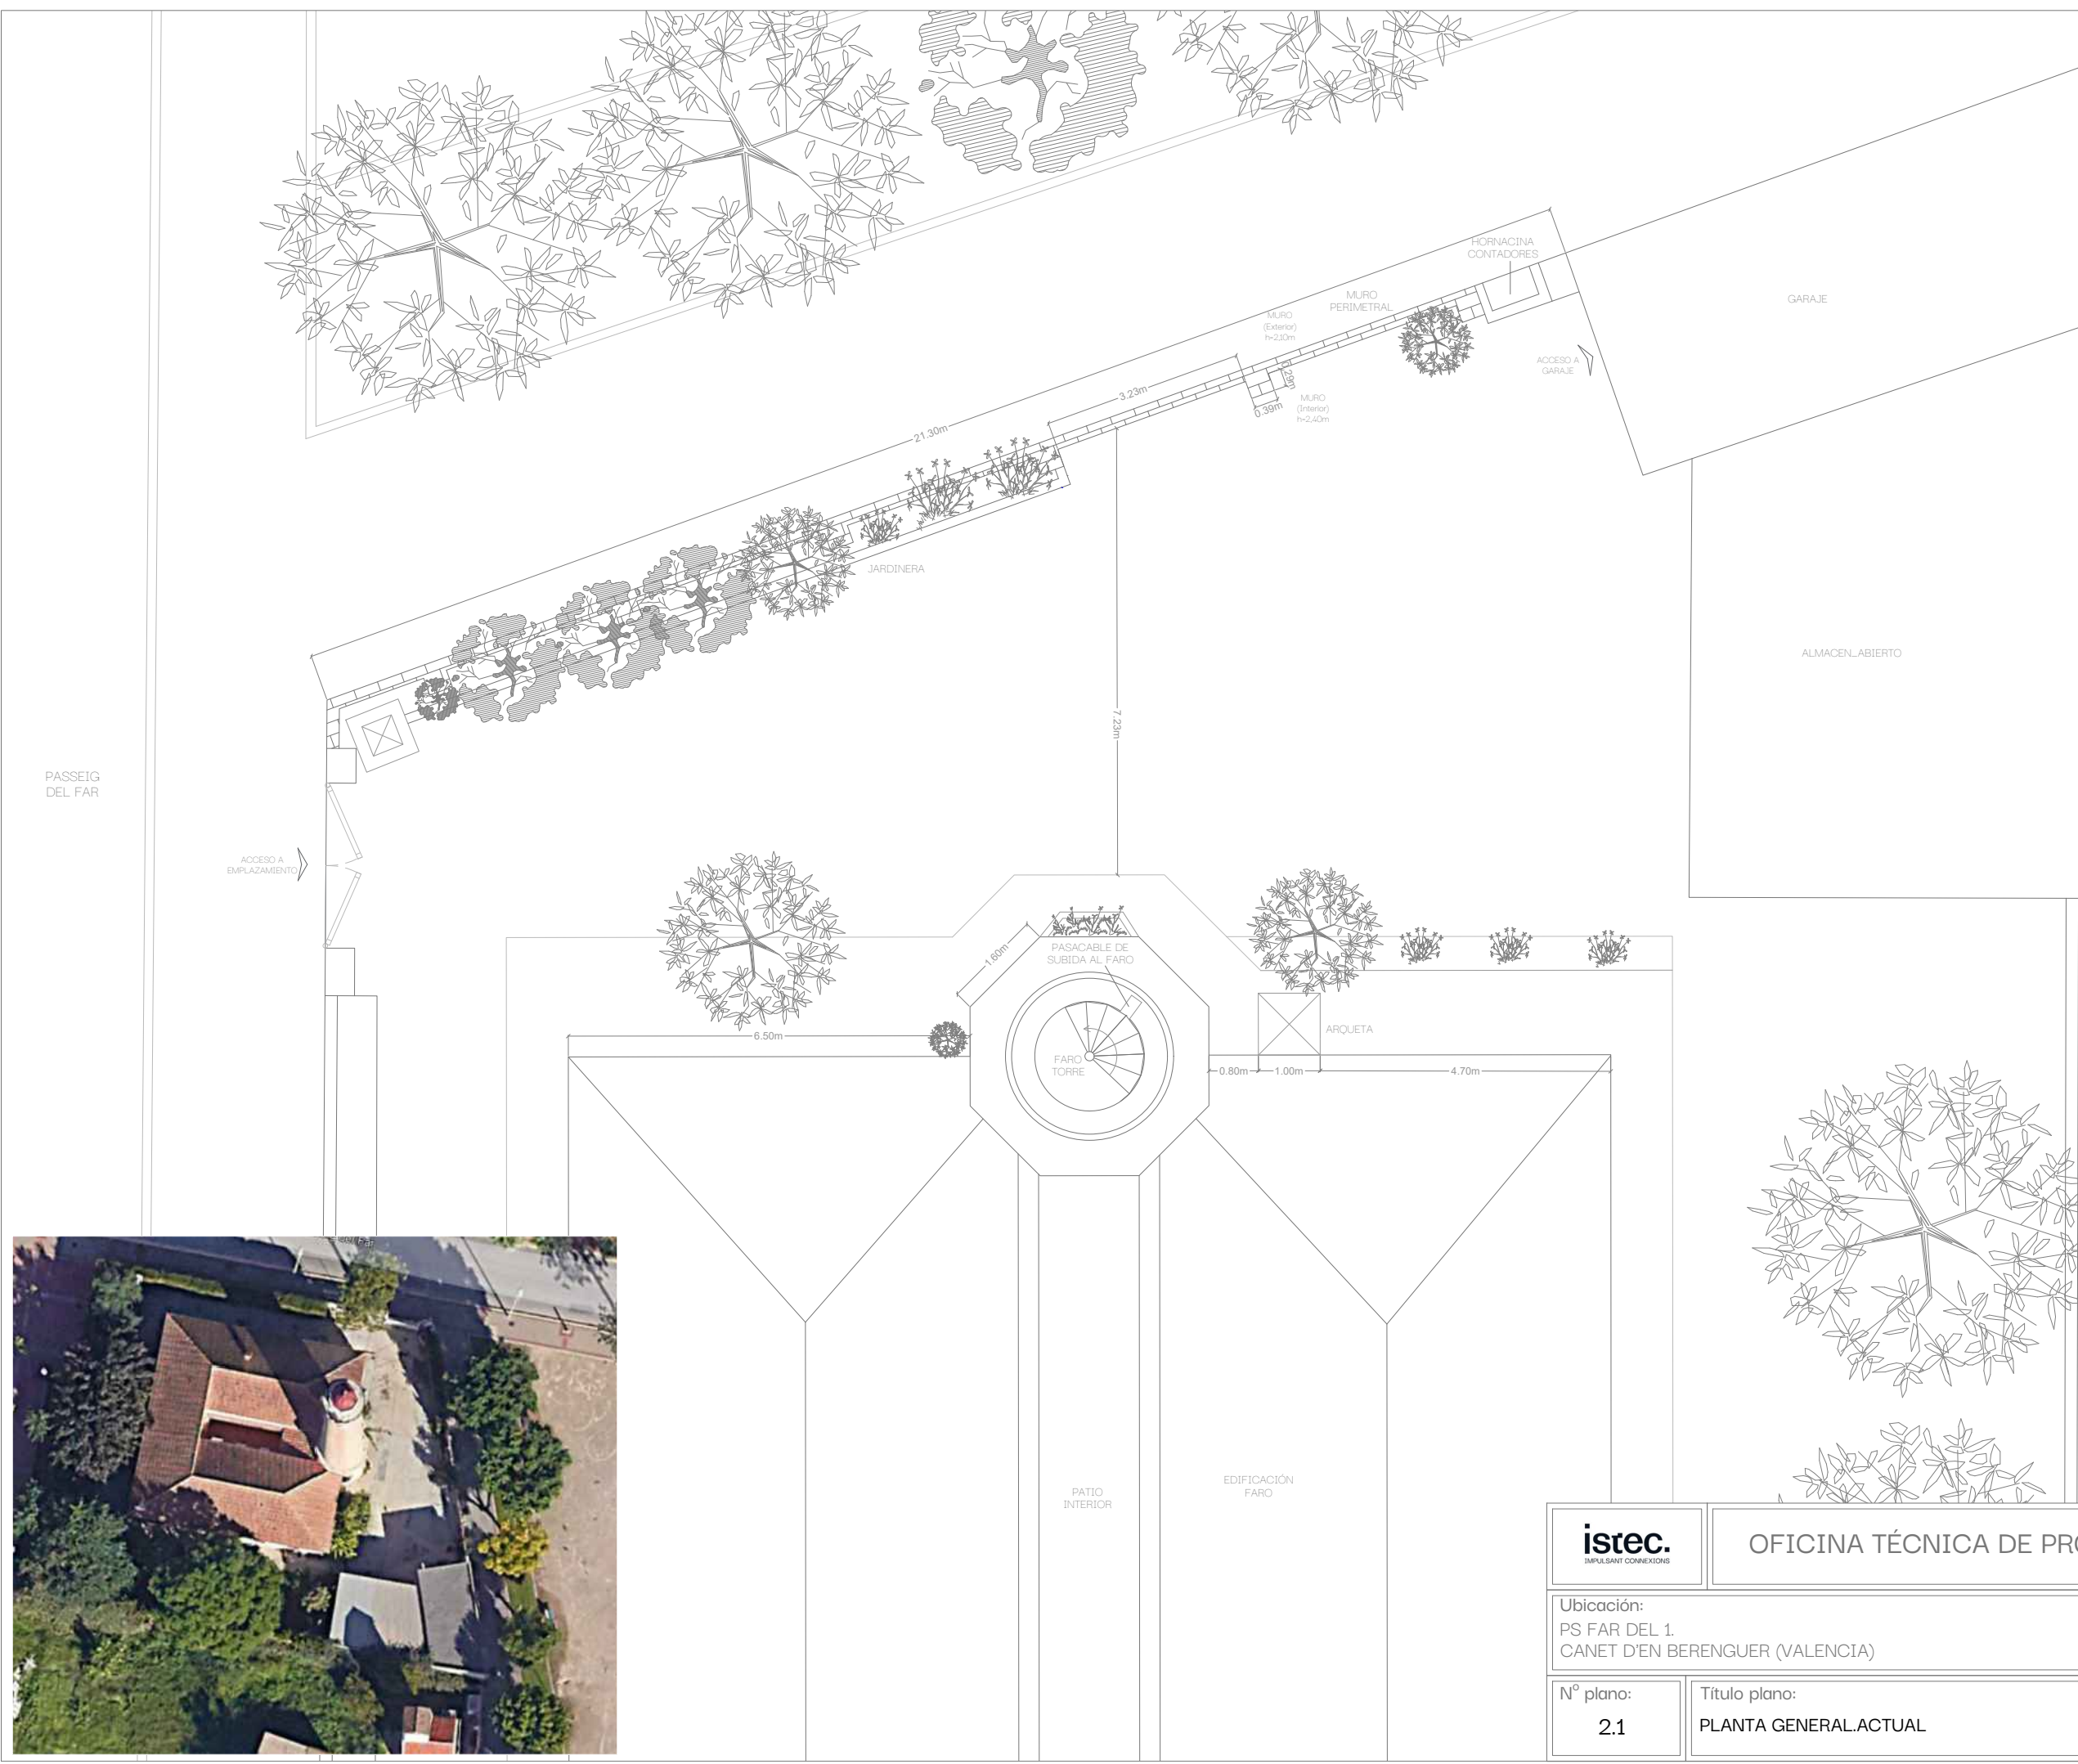 HORNACINA
CONTADORES
MURO
PERIMETRAL
GARAJE
MURO
(Exterior)
h=2,10m
ACCESO A
GARAJE
3.23m
0.29m
0.39m
MURO
(Interior)
h=2,40m
21.30m
JARDINERA
ALMACEN_ABIERTO
7.23m
PASSEIG
DEL FAR
ACCESO A
EMPLAZAMIENTO
1.60m
PASACABLE DE
SUBIDA AL FARO
ARQUETA
6.50m
FARO
TORRE
0.80m
1.00m
4.70m
PATIO
INTERIOR
EDIFICACIÓN
FARO
istec.
IMPULSANT CONNEXIONS
OFICINA TÉCNICA DE PRO
Ubicación:
PS FAR DEL 1.
CANET D'EN BERENGUER (VALENCIA)
Nº plano:
2.1
Título plano:
PLANTA GENERAL.ACTUAL